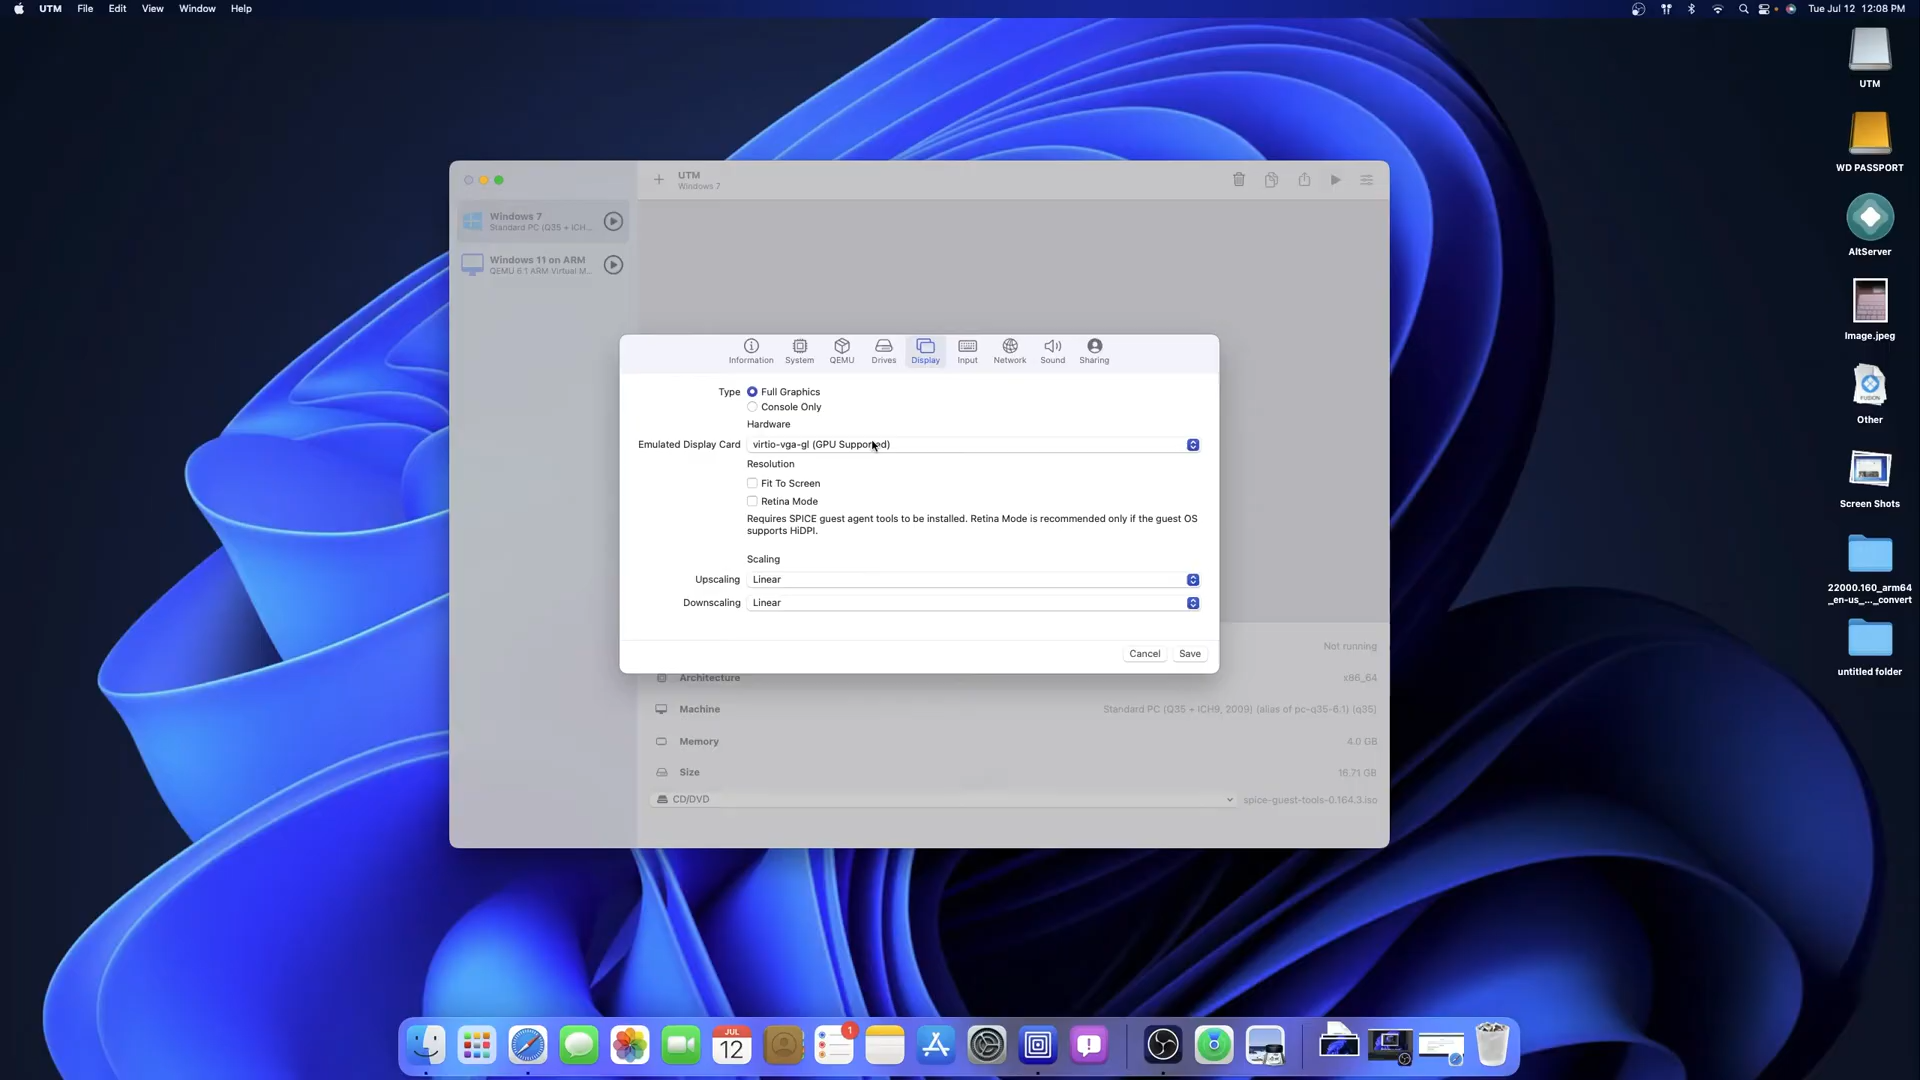 UTM File Edit View Window Help
Tue Jul 12 12:08 PM
UTM
WD PASSPORT
AltServer
Image.jpeg
FUSION
Other
Screen Shots
22000.160_arm64
_en-us_..._convert
untitled folder
UTM
Windows 7
Windows 7
Standard PC (Q35 + ICH...
Windows 11 on ARM
QEMU 6.1 ARM Virtual M...
Information System QEMU Drives Display Input Network Sound Sharing
Type Full Graphics
Console Only
Hardware
Emulated Display Card virtio-vga-gl (GPU Supported)
Resolution
Fit To Screen
Retina Mode
Requires SPICE guest agent tools to be installed. Retina Mode is recommended only if the guest OS
supports HiDPI.
Scaling
Upscaling Linear
Downscaling Linear
Cancel Save
Not running
Architecture x86_64
Machine Standard PC (Q35 + ICH9, 2009) (alias of pc-q35-6.1) (q35)
Memory 4.0 GB
Size 16.71 GB
CD/DVD spice-guest-tools-0.164.3.iso
JUL
12
1